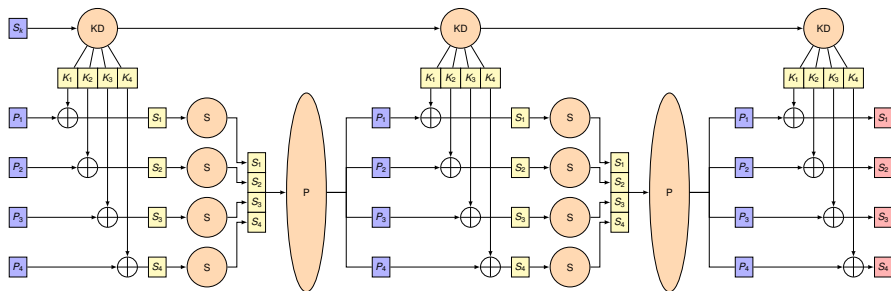 Sₖ KD KD KD
K₁ K₂ K₃ K₄ K₁ K₂ K₃ K₄ K₁ K₂ K₃ K₄
P₁ S₁ S P₁ S₁ S P₁ S₁
S₁ S₁
P₂ S₂ S P₂ S₂ S P₂ S₂
S₂ S₂
P P
S₃ S₃
P₃ S₃ S P₃ S₃ S P₃ S₃
S₄ S₄
P₄ S₄ S P₄ S₄ S P₄ S₄